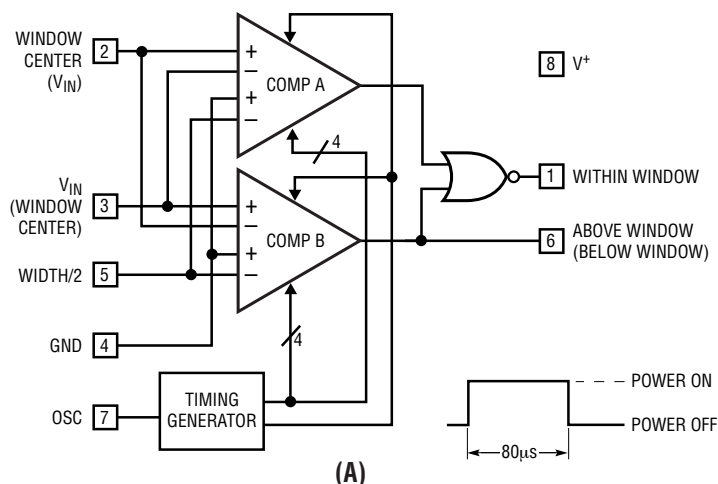 WINDOW
CENTER
(VIN)
2
+
−
+
−
COMP A
8 V+
4
VIN
(WINDOW
CENTER)
3
+
−
+
−
COMP B
1 WITHIN WINDOW
6 ABOVE WINDOW
(BELOW WINDOW)
WIDTH/2 5
GND 4
4
OSC 7
TIMING
GENERATOR
POWER ON
POWER OFF
80µs
(A)